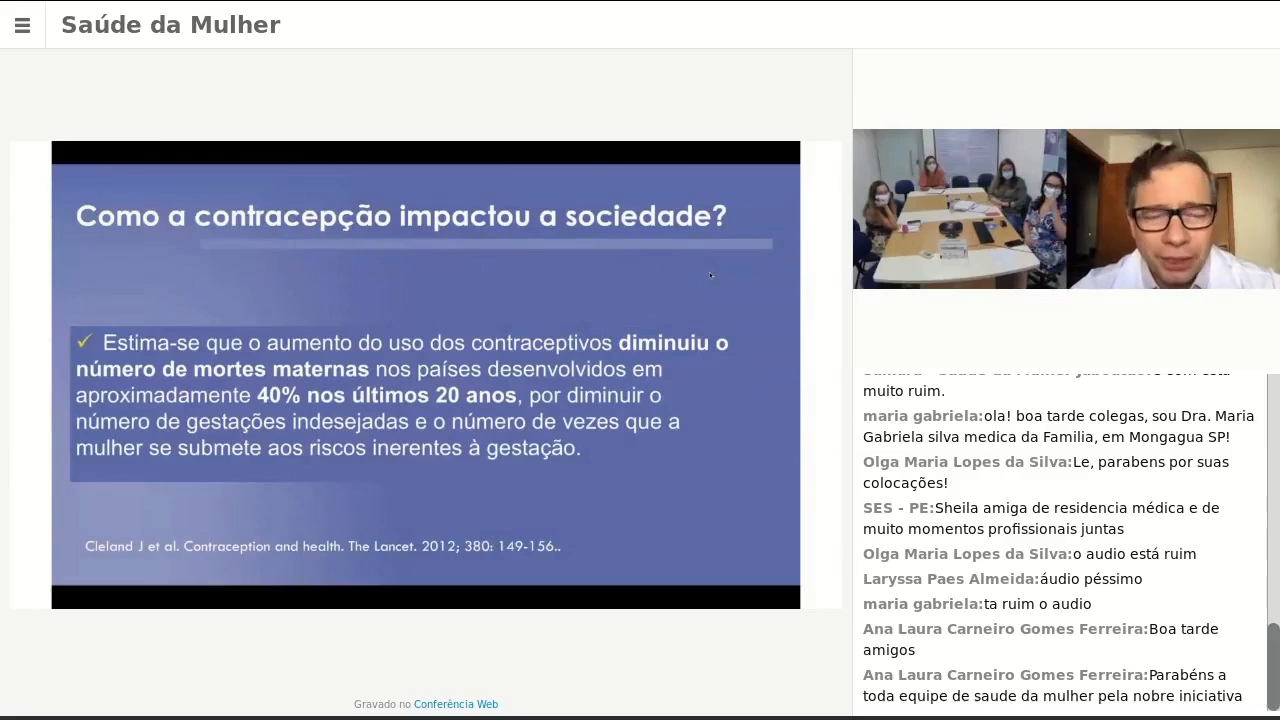 Saúde da Mulher
Como a contracepção impactou a sociedade?
✓ Estima-se que o aumento do uso dos contraceptivos diminuiu o
número de mortes maternas nos países desenvolvidos em
aproximadamente 40% nos últimos 20 anos, por diminuir o
número de gestações indesejadas e o número de vezes que a
mulher se submete aos riscos inerentes à gestação.
Cleland J et al. Contraception and health. The Lancet. 2012; 380: 149-156..
Gravado no Conferência Web
muito ruim.
maria gabriela:ola! boa tarde colegas, sou Dra. Maria
Gabriela silva medica da Familia, em Mongagua SP!
Olga Maria Lopes da Silva:Le, parabens por suas
colocações!
SES - PE:Sheila amiga de residencia médica e de
muito momentos profissionais juntas
Olga Maria Lopes da Silva:o audio está ruim
Laryssa Paes Almeida:áudio péssimo
maria gabriela:ta ruim o audio
Ana Laura Carneiro Gomes Ferreira:Boa tarde
amigos
Ana Laura Carneiro Gomes Ferreira:Parabéns a
toda equipe de saude da mulher pela nobre iniciativa